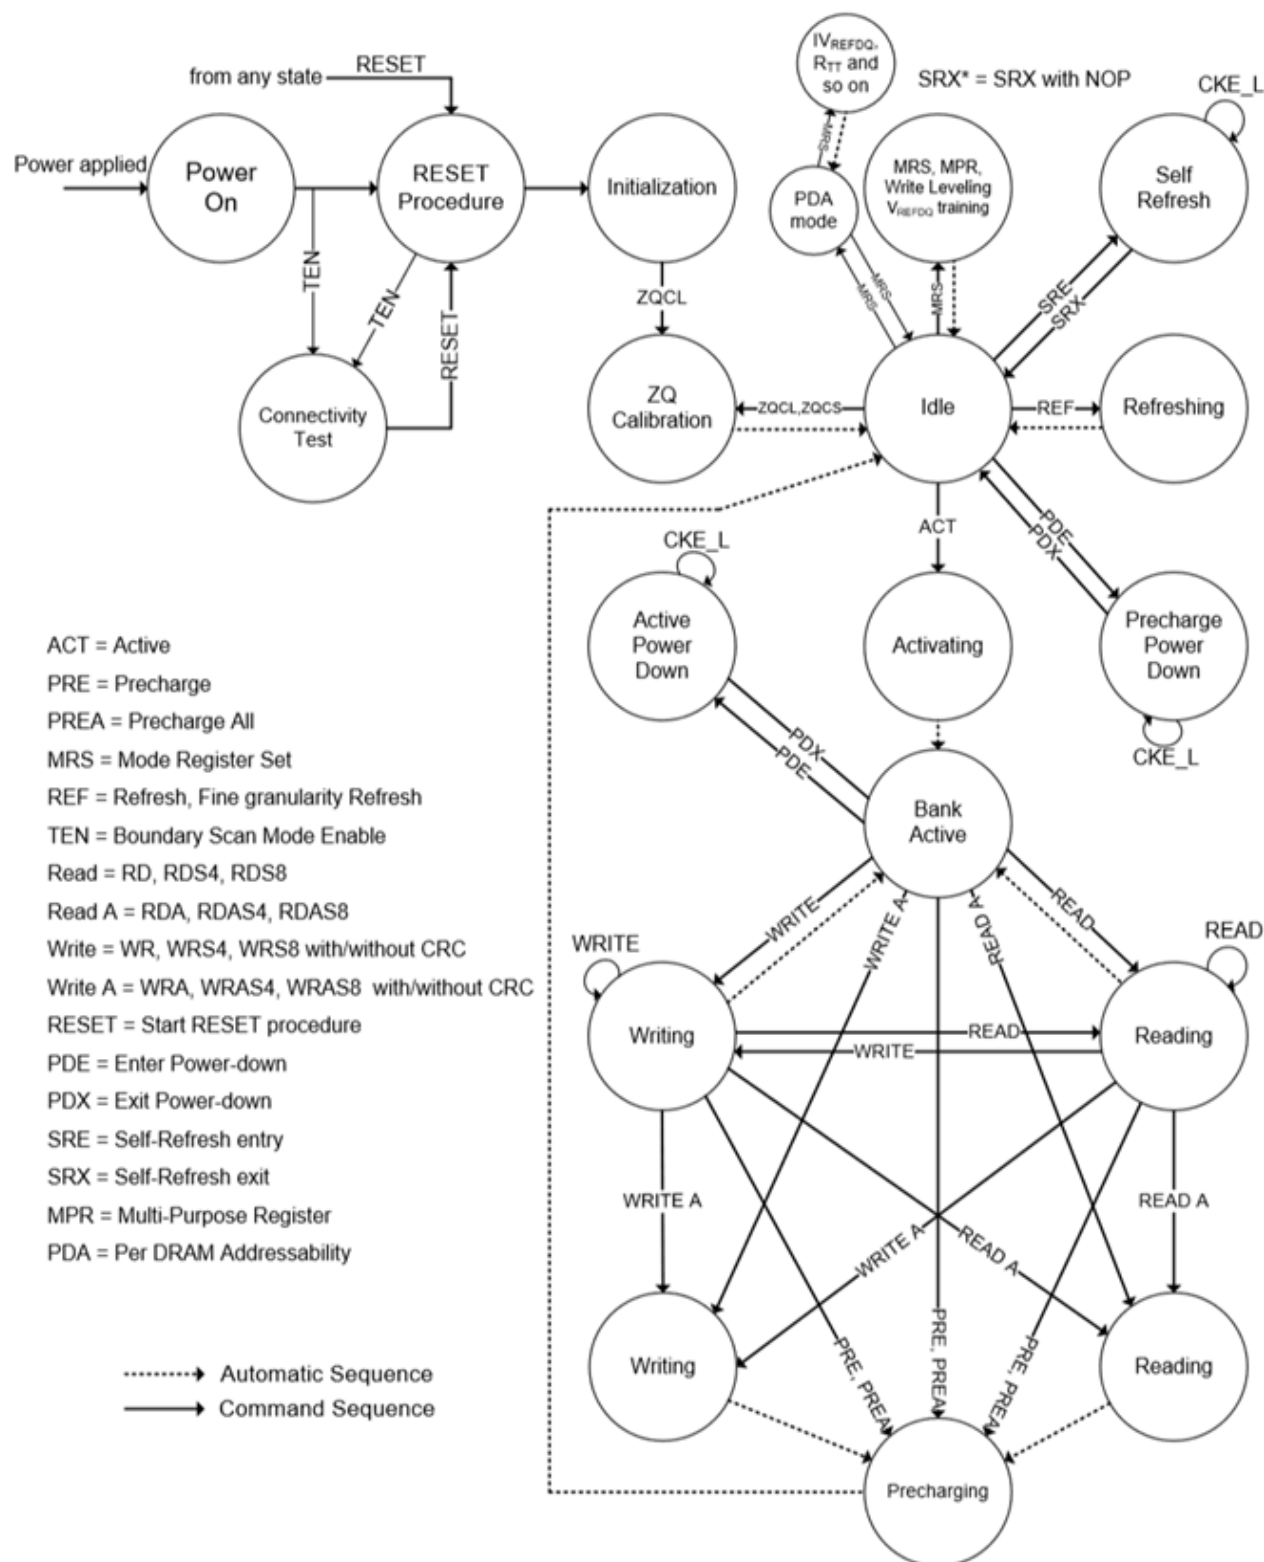 IVREFDQ,
RTT and
so on
SRX* = SRX with NOP
CKE_L
from any state
RESET
Power applied
Power
On
RESET
Procedure
Initialization
PDA
mode
MRS
MRS, MPR,
Write Leveling
VREFDQ training
Self
Refresh
TEN
TEN
RESET
ZQCL
MRS
MRS
MRS
SRE
SRX
Connectivity
Test
ZQ
Calibration
ZQCL,ZQCS
Idle
REF
Refreshing
ACT
PDE
PDX
CKE_L
Active
Power
Down
Activating
Precharge
Power
Down
CKE_L
PDX
PDE
Bank
Active
ACT = Active
PRE = Precharge
PREA = Precharge All
MRS = Mode Register Set
REF = Refresh, Fine granularity Refresh
TEN = Boundary Scan Mode Enable
Read = RD, RDS4, RDS8
Read A = RDA, RDAS4, RDAS8
Write = WR, WRS4, WRS8 with/without CRC
Write A = WRA, WRAS4, WRAS8 with/without CRC
RESET = Start RESET procedure
PDE = Enter Power-down
PDX = Exit Power-down
SRE = Self-Refresh entry
SRX = Self-Refresh exit
MPR = Multi-Purpose Register
PDA = Per DRAM Addressability
WRITE
WRITE
WRITE A
READ A
READ
READ
Writing
READ
WRITE
Reading
WRITE A
WRITE A
READ A
READ A
PRE, PREA
PRE, PREA
PRE, PREA
Writing
Reading
Precharging
Automatic Sequence
Command Sequence